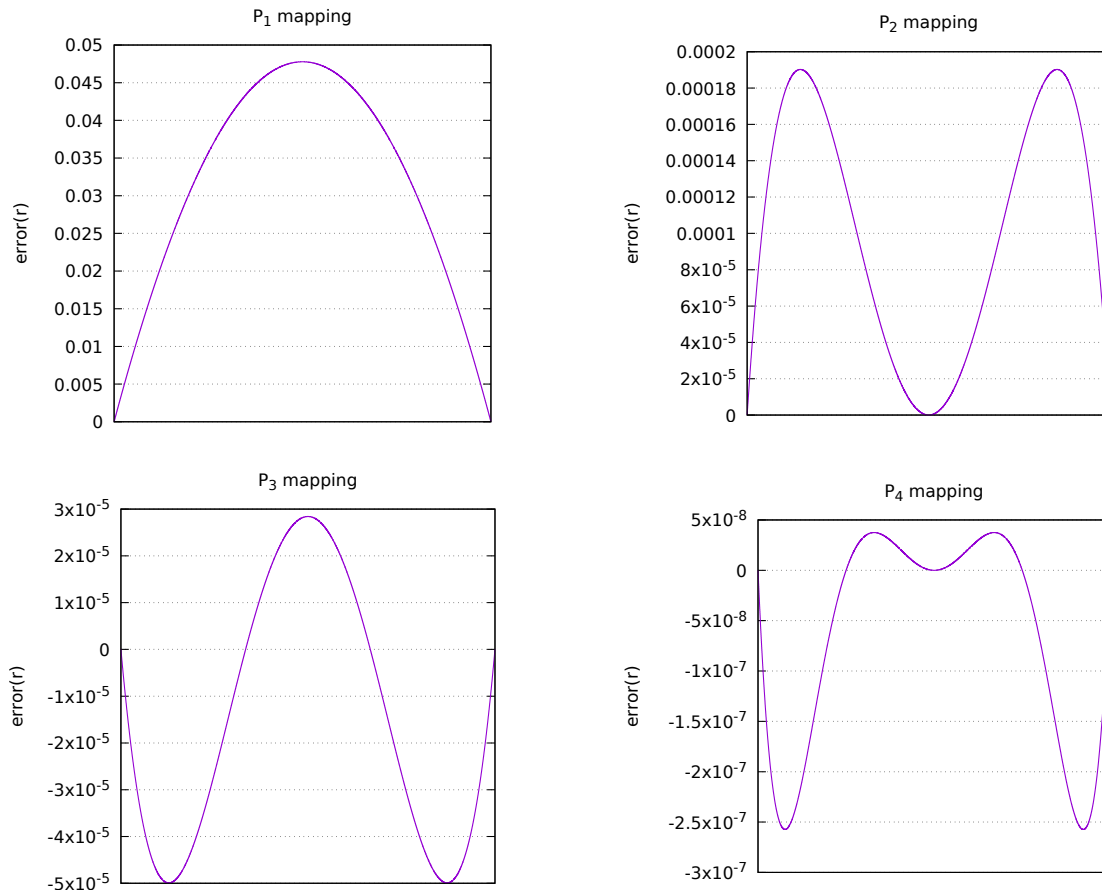 P1 mapping
0.05
0.045
0.04
0.035
0.03
0.025
0.02
0.015
0.01
0.005
0
error(r)
P2 mapping
0.0002
0.00018
0.00016
0.00014
0.00012
0.0001
8x10-5
6x10-5
4x10-5
2x10-5
0
error(r)
P3 mapping
3x10-5
2x10-5
1x10-5
0
-1x10-5
-2x10-5
-3x10-5
-4x10-5
-5x10-5
error(r)
P4 mapping
5x10-8
0
-5x10-8
-1x10-7
-1.5x10-7
-2x10-7
-2.5x10-7
-3x10-7
error(r)